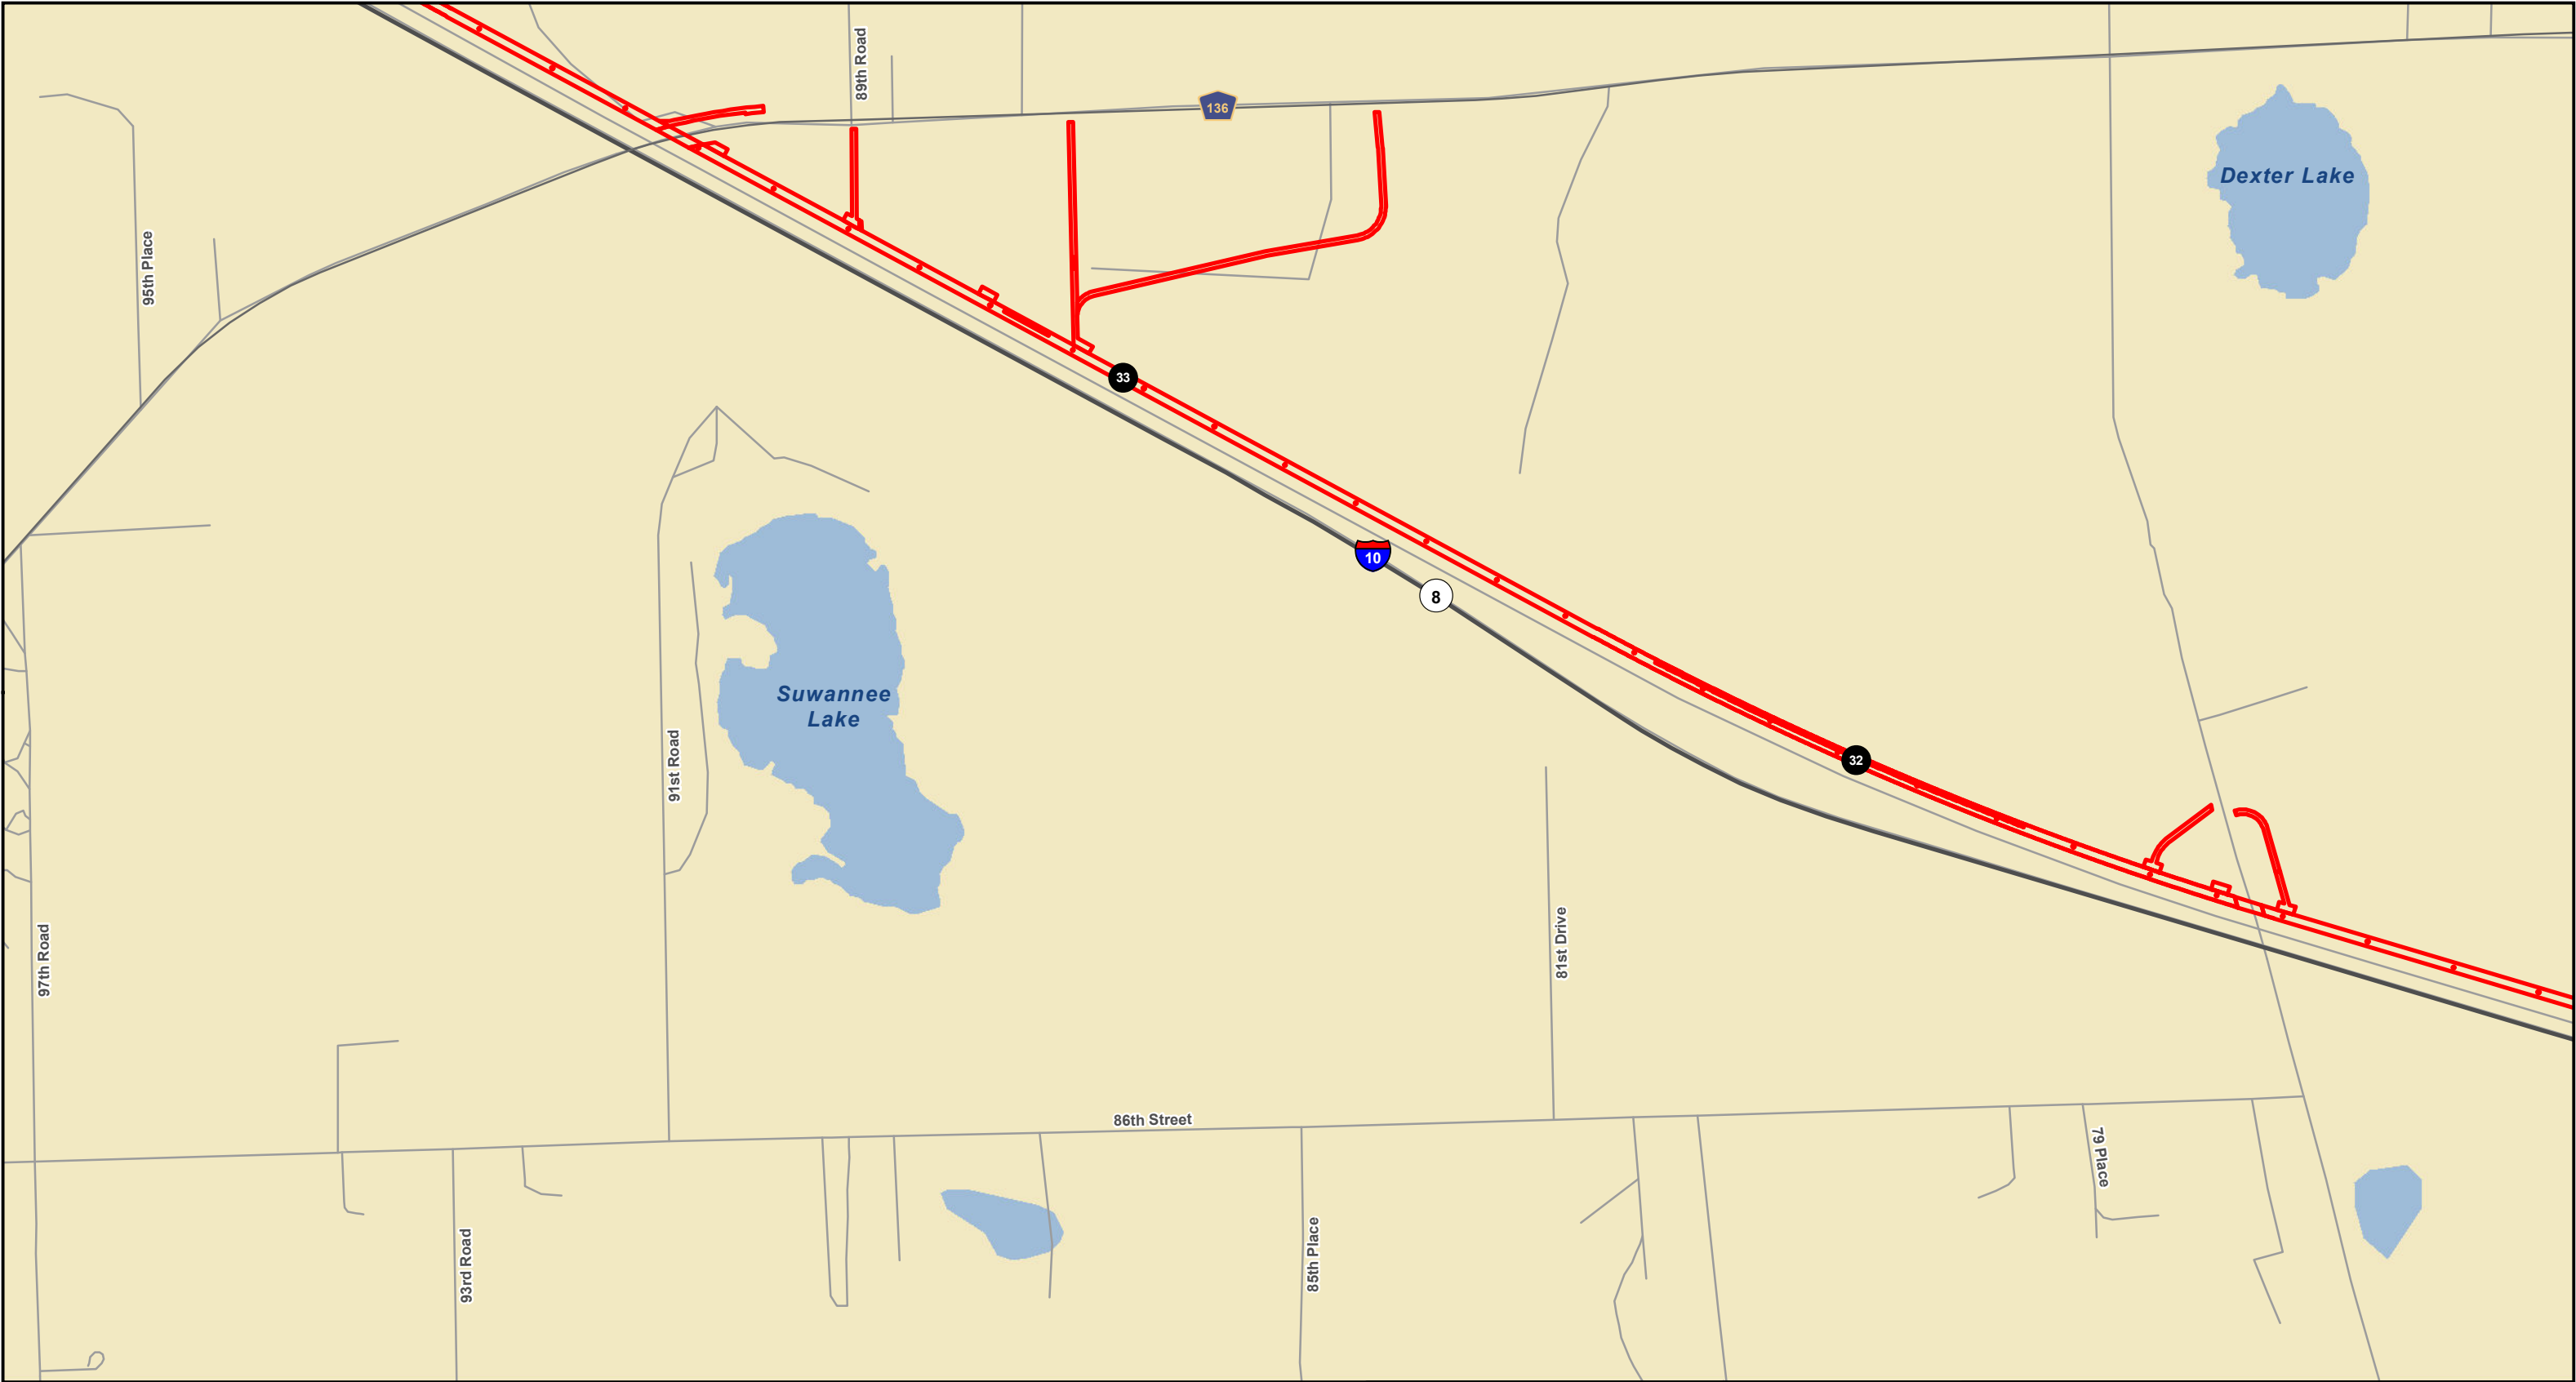 89th Road
136
Dexter Lake
95th Place
33
10
8
Suwannee
Lake
91st Road
32
81st Drive
97th Road
86th Street
79 Place
93rd Road
85th Place